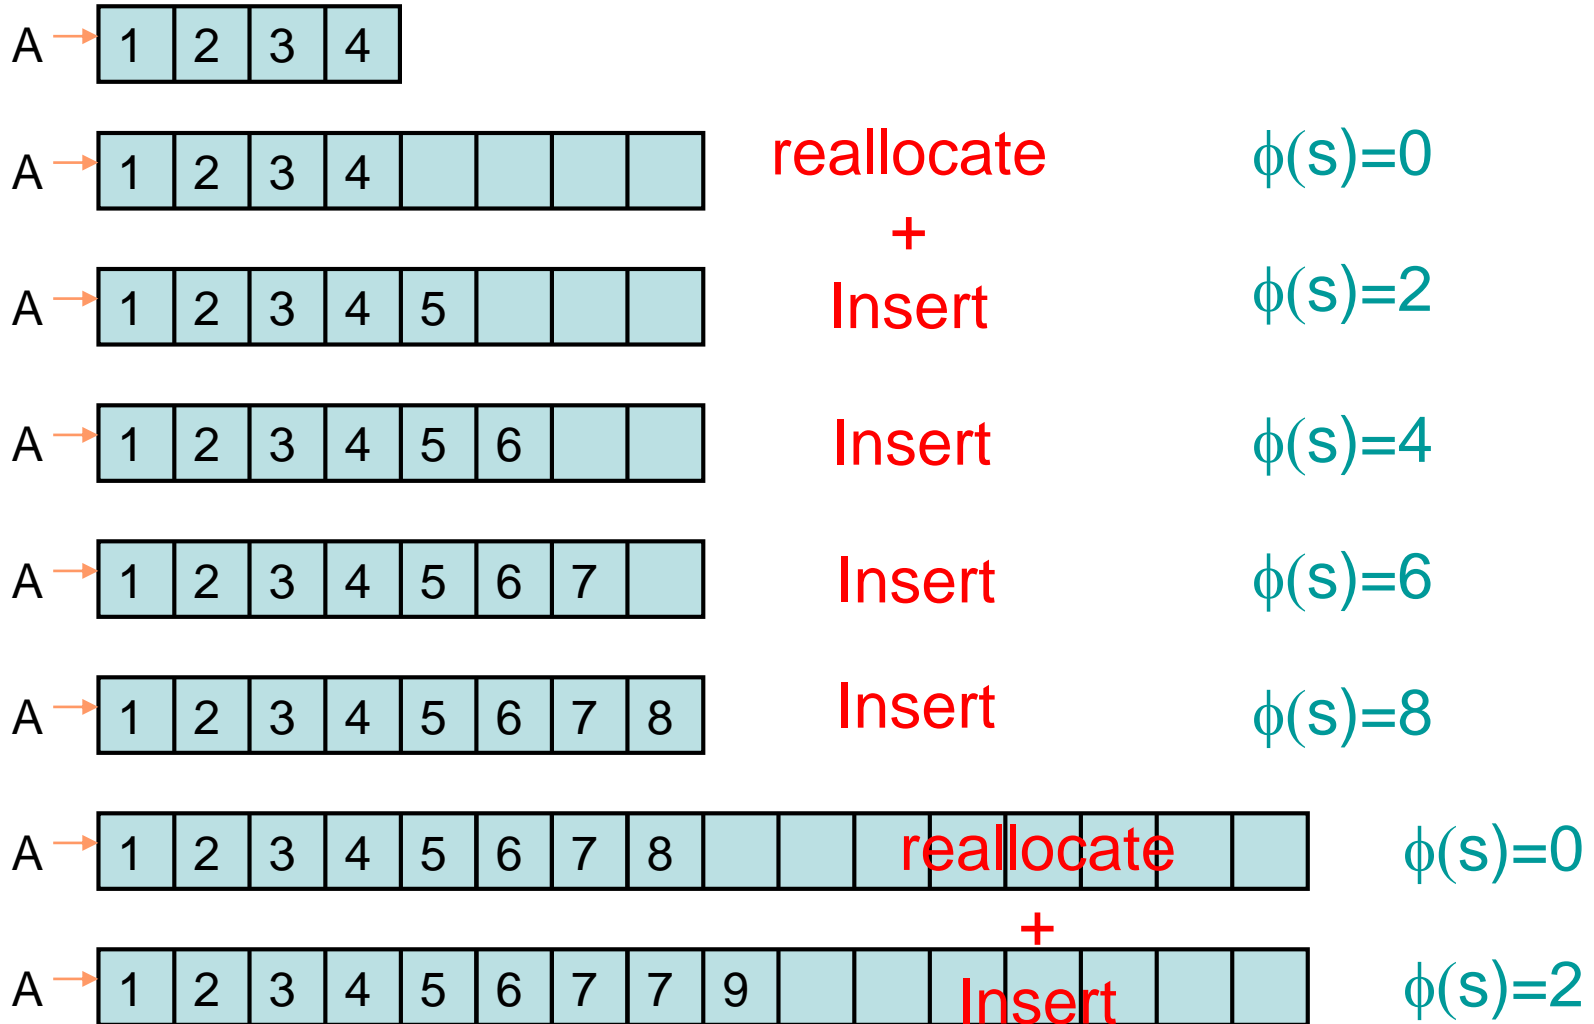 A 1 2 3 4
A 1 2 3 4 reallocate ϕ(s)=0
+
A 1 2 3 4 5 Insert ϕ(s)=2
A 1 2 3 4 5 6 Insert ϕ(s)=4
A 1 2 3 4 5 6 7 Insert ϕ(s)=6
A 1 2 3 4 5 6 7 8 Insert ϕ(s)=8
A 1 2 3 4 5 6 7 8 reallocate ϕ(s)=0
+
A 1 2 3 4 5 6 7 7 9 Insert ϕ(s)=2